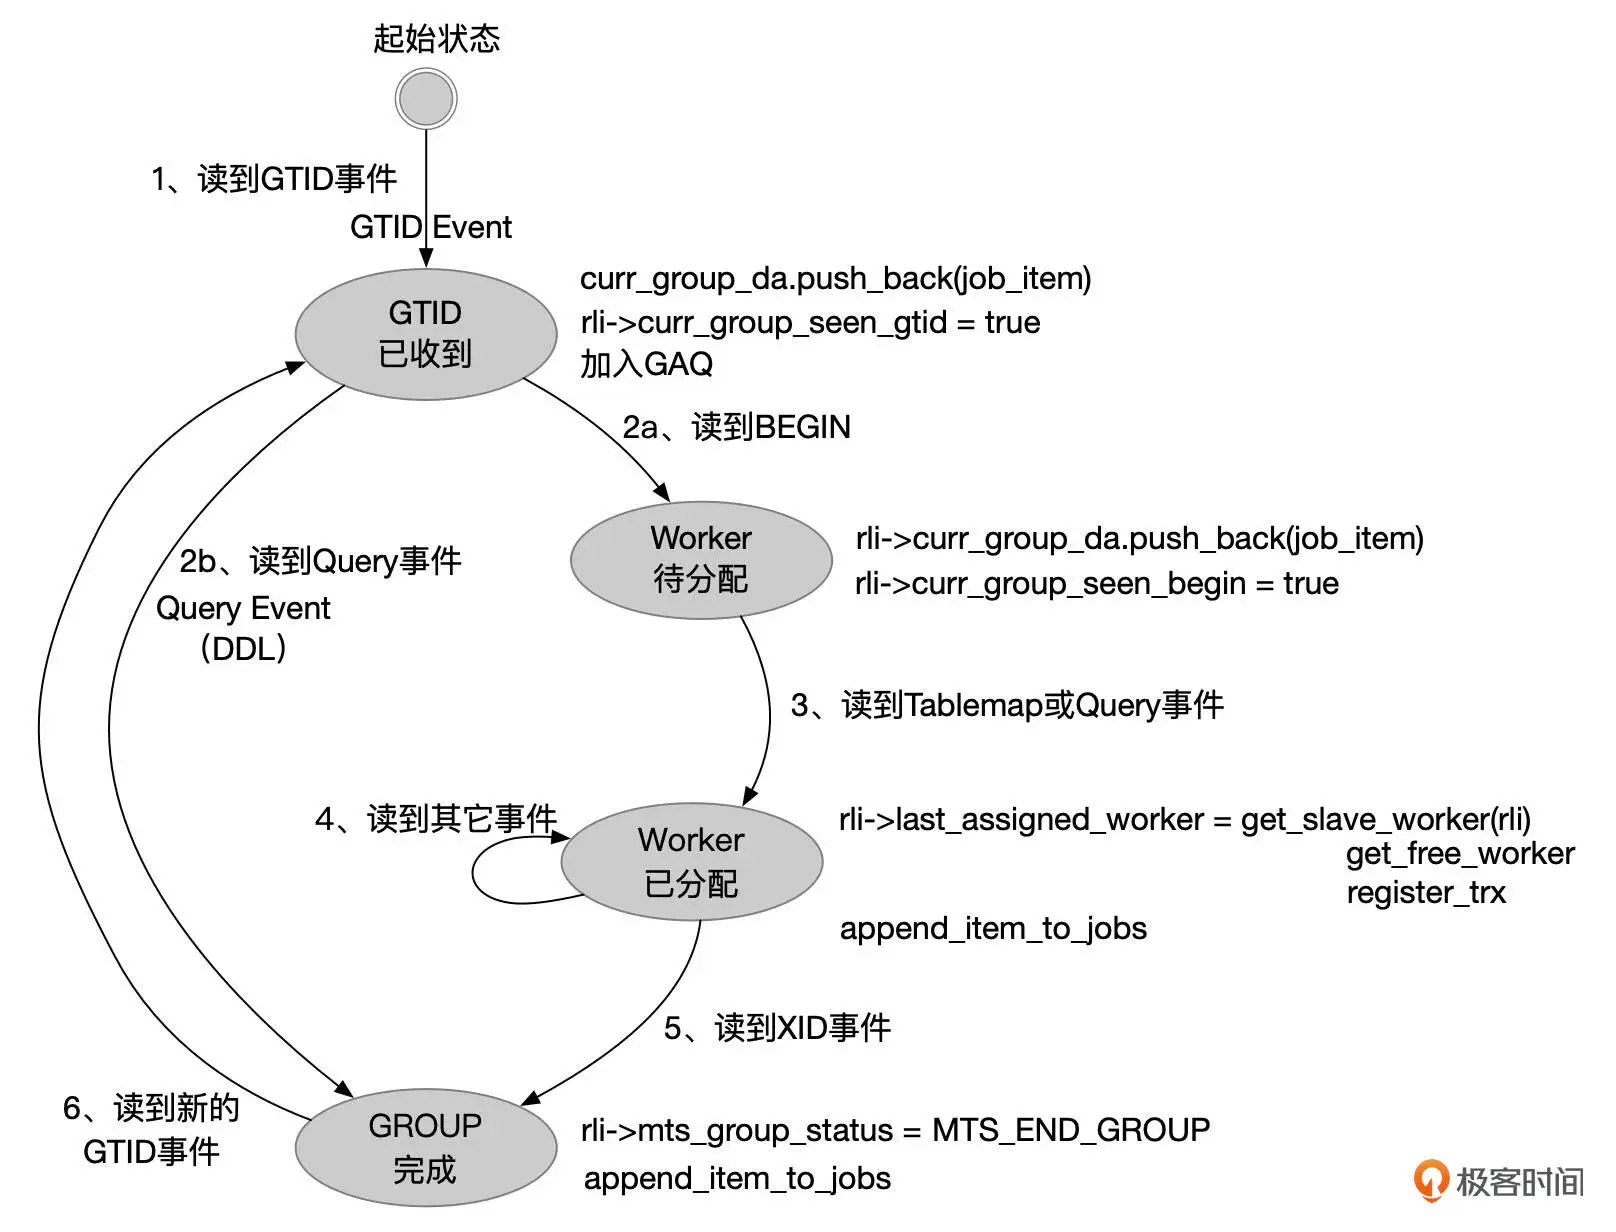 起始状态
1、读到GTID事件
GTID Event
GTID
已收到
curr_group_da.push_back(job_item)
rli->curr_group_seen_gtid = true
加入GAQ
2a、读到BEGIN
Worker
待分配
rli->curr_group_da.push_back(job_item)
rli->curr_group_seen_begin = true
2b、读到Query事件
Query Event
（DDL）
3、读到Tablemap或Query事件
4、读到其它事件
Worker
已分配
rli->last_assigned_worker = get_slave_worker(rli)
get_free_worker
register_trx
append_item_to_jobs
5、读到XID事件
6、读到新的
GTID事件
GROUP
完成
rli->mts_group_status = MTS_END_GROUP
append_item_to_jobs
极客时间